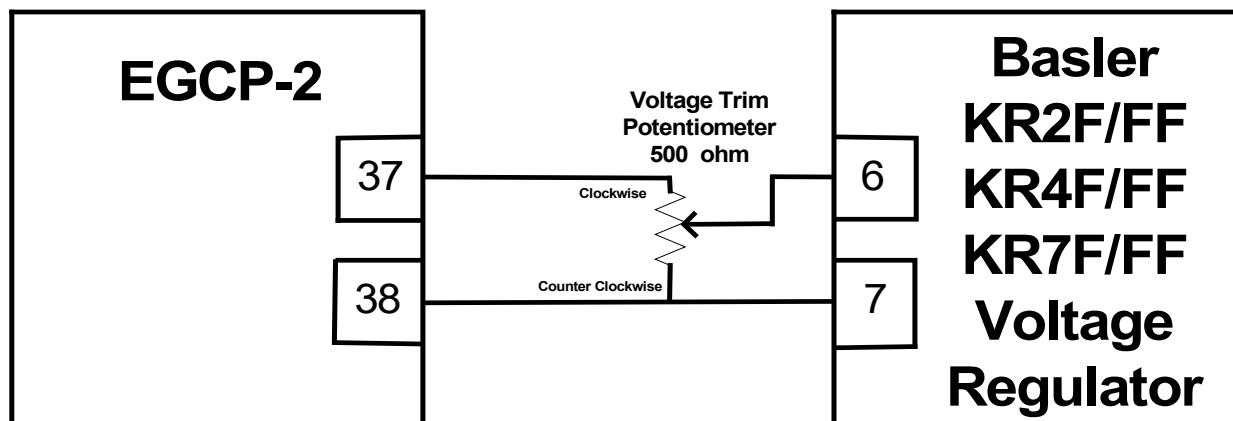 EGCP-2
37
38
Voltage Trim
Potentiometer
500 ohm
Clockwise
Counter Clockwise
6
7
Basler
KR2F/FF
KR4F/FF
KR7F/FF
Voltage
Regulator